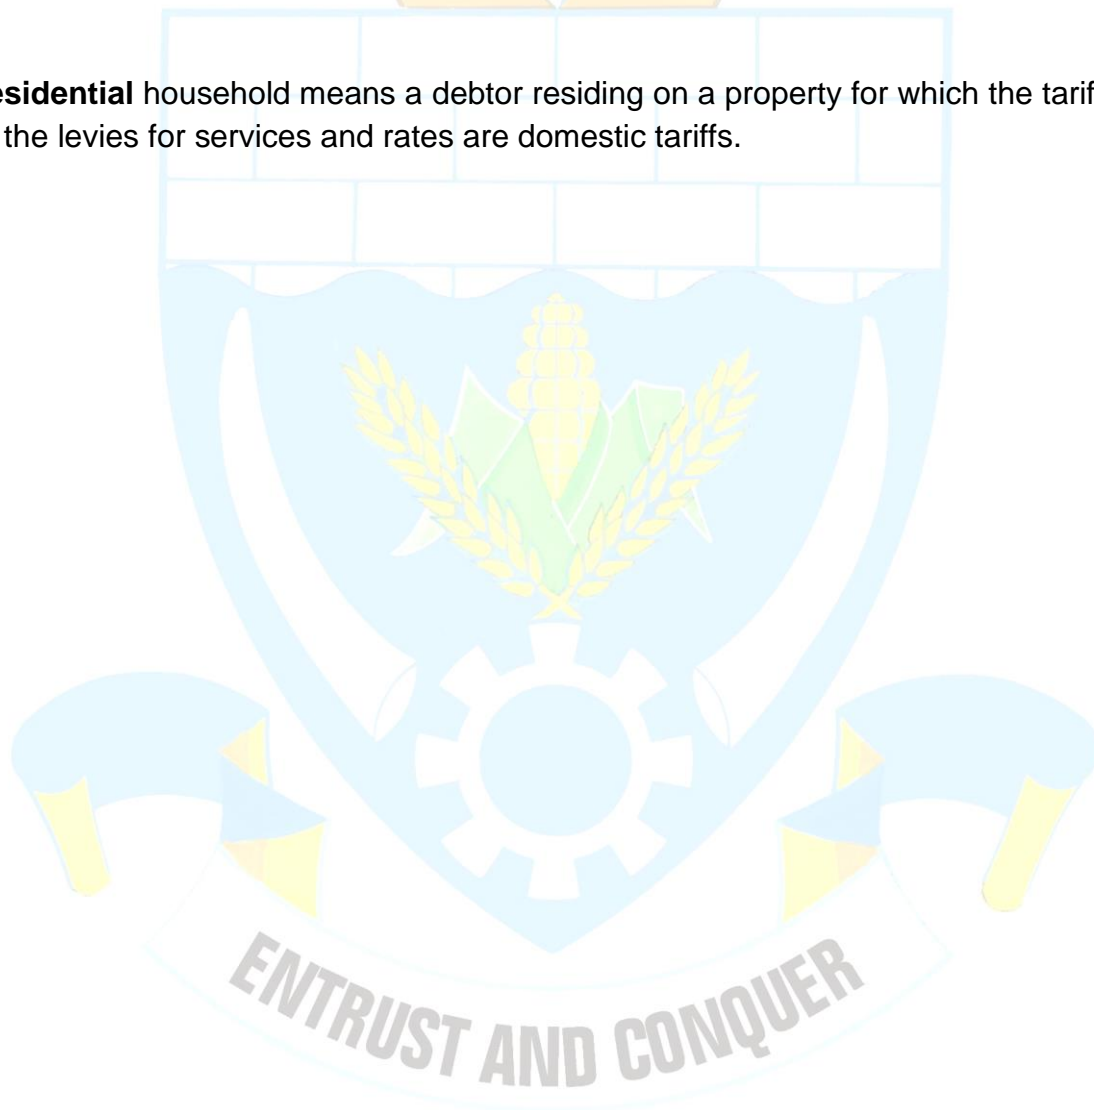 esidential household means a debtor residing on a property for which the tarif
the levies for services and rates are domestic tariffs.
ENTRUST AND CONQUER